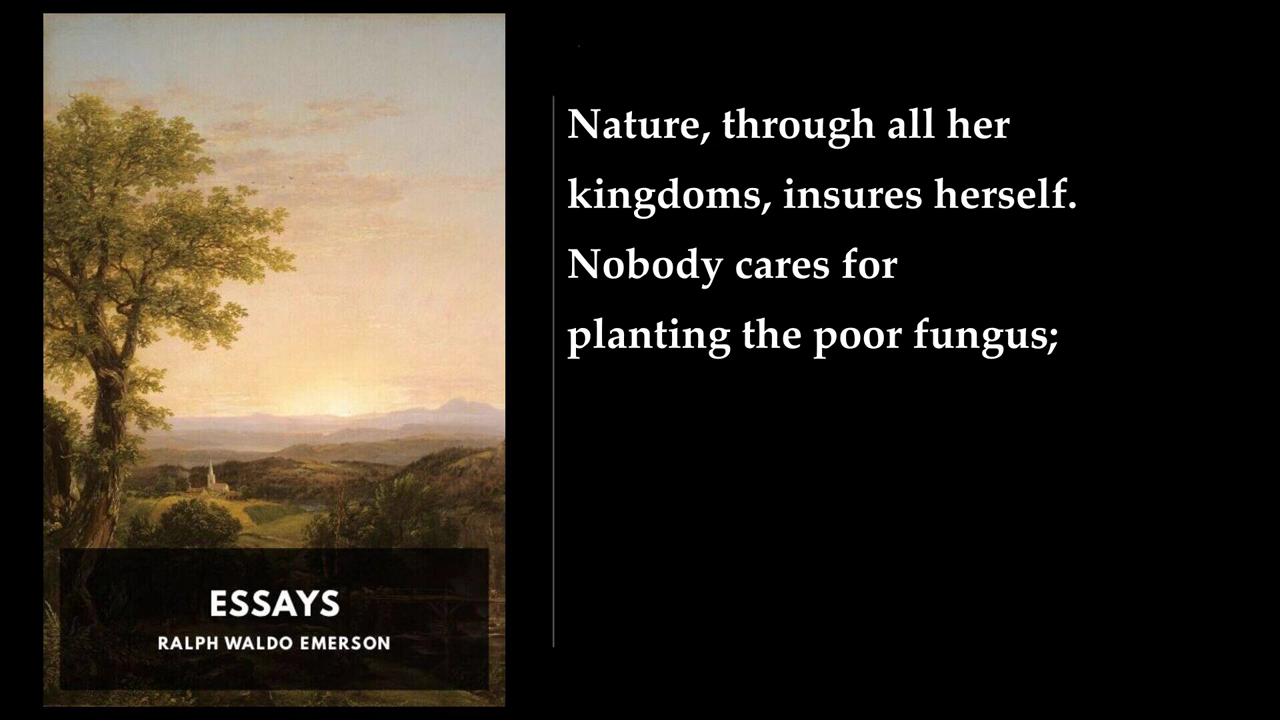 Nature, through all her
kingdoms, insures herself.
Nobody cares for
planting the poor fungus;
ESSAYS
RALPH WALDO EMERSON